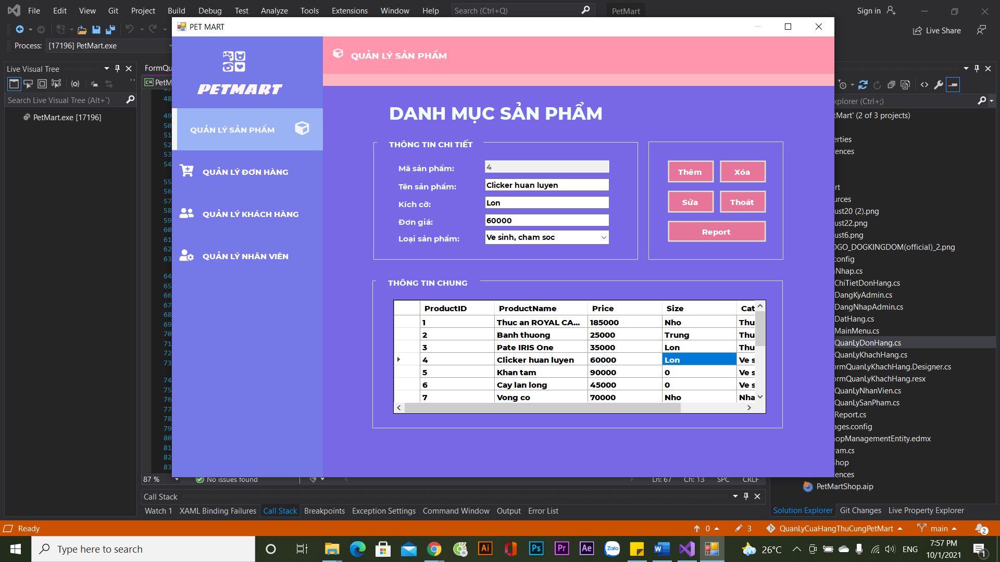 File Edit View Git Project Build Debug Test Analyze Tools Extensions Window Help Search (Ctrl+Q) PetMart Sign in
Live Share
Process: [17196] PetMart.exe
PET MART
Live Visual Tree
Search Live Visual Tree (Alt+`)
PetMart.exe [17196]
FormQu
C# PetM
48
49
50
51
52
53
54
55
56
57
58
59
60
61
62
63
64
65
66
67
68
69
70
71
72
73
74
75
76
77
78
79
80
81
82
83
PETMART
QUẢN LÝ SẢN PHẨM
QUẢN LÝ ĐƠN HÀNG
QUẢN LÝ KHÁCH HÀNG
QUẢN LÝ NHÂN VIÊN
QUẢN LÝ SẢN PHẨM
DANH MỤC SẢN PHẨM
THÔNG TIN CHI TIẾT
Mã sản phẩm: 4
Tên sản phẩm: Clicker huan luyen
Kích cỡ: Lon
Đơn giá: 60000
Loại sản phẩm: Ve sinh, cham soc
Thêm Xóa
Sửa Thoát
Report
THÔNG TIN CHUNG
ProductID ProductName Price Size Cat
1 Thuc an ROYAL CA... 185000 Nho Thu
2 Banh thuong 25000 Trung Thu
3 Pate IRIS One 35000 Lon Thu
4 Clicker huan luyen 60000 Lon Ve s
5 Khan tam 90000 0 Ve s
6 Cay lan long 45000 0 Ve s
7 Vong co 70000 Nho Nha
xplorer (Ctrl+;)
tMart' (2 of 3 projects)
erties
ences
rt
urces
ust20 (2).png
ust22.png
ust6.png
OGO_DOGKINGDOM(official)_2.png
config
Nhap.cs
ChiTietDonHang.cs
DangKyAdmin.cs
DangNhapAdmin.cs
DatHang.cs
MainMenu.cs
QuanLyDonHang.cs
QuanLyKhachHang.cs
ormQuanLyKhachHang.Designer.cs
ormQuanLyKhachHang.resx
QuanLyNhanVien.cs
QuanLySanPham.cs
Report.cs
ages.config
hopManagementEntity.edmx
ram.cs
Shop
ences
PetMartShop.aip
87 % No issues found Ln: 67 Ch: 13 SPC CRLF
Call Stack
Watch 1 XAML Binding Failures Call Stack Breakpoints Exception Settings Command Window Output Error List
Solution Explorer Git Changes Live Property Explorer
Ready 0 3 QuanLyCuaHangThuCungPetMart main 2
Type here to search
Ai Ps Pr Ae Zalo
26°C ENG
7:57 PM
10/1/2021
1